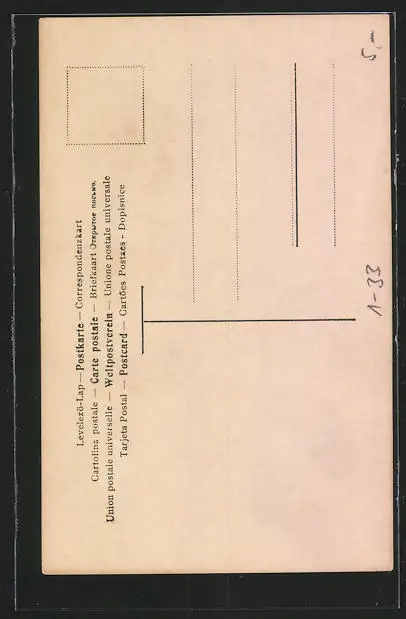 Levelező-Lap — Postkarte — Correspondenzkart
Cartolina postale — Carte postale — Briefkaart Открытое письмо.
Union postale universelle — Weltpostverein — Unione postale universale
Tarjeta Postal — Postcard — Cartões Postaes - Dopisnice
5.-
1-33